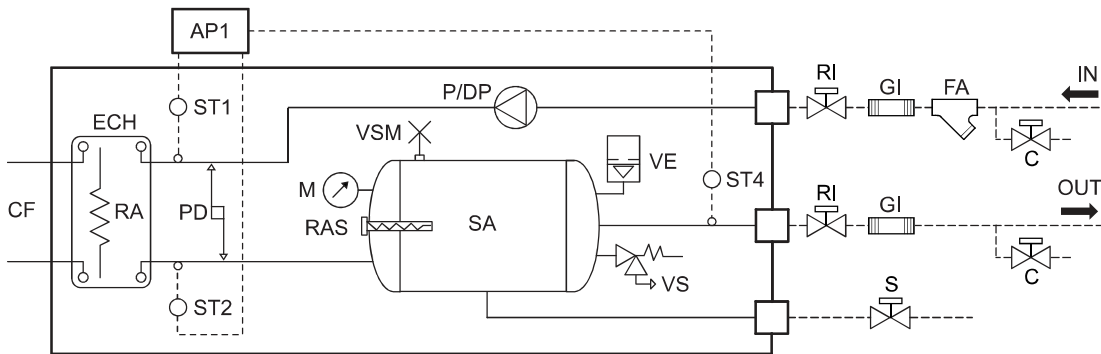 AP1
RI
GI
FA
IN
P/DP
ST1
ECH
VSM
C
VE
M
ST4
RI
GI
OUT
CF
RA
PD
RAS
SA
C
VS
S
ST2